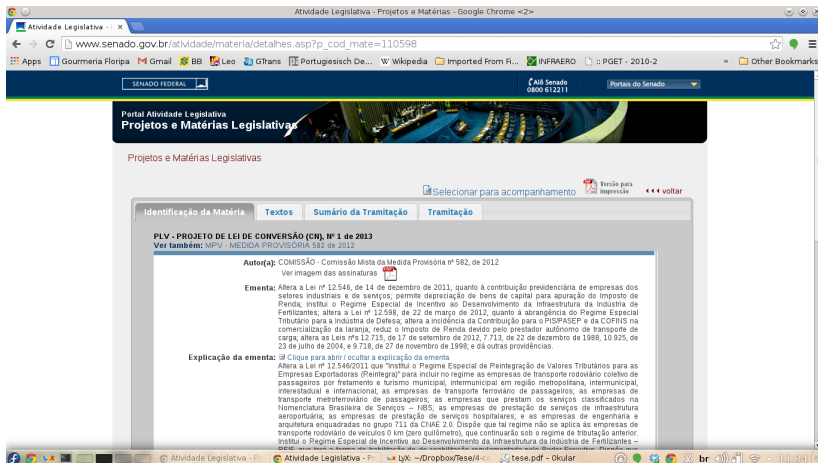 Atividade Legislativa - Projetos e Matérias - Google Chrome <2>
Atividade Legislativa - 
www.senado.gov.br/atividade/materia/detalhes.asp?p_cod_mate=110598
Apps Gourmeria Floripa Gmail BB Leo GTrans Portugiesisch De... Wikipedia Imported From Fi... INFRAERO :: PGET - 2010-2 » Other Bookmarks
SENADO FEDERAL Alô Senado Portais do Senado
0800 612211
Portal Atividade Legislativa
Projetos e Matérias Legislativas
Projetos e Matérias Legislativas
Selecionar para acompanhamento Versão para impressão voltar
Identificação da Matéria Textos Sumário da Tramitação Tramitação
PLV - PROJETO DE LEI DE CONVERSÃO (CN), Nº 1 de 2013
Ver também: MPV - MEDIDA PROVISÓRIA 582 de 2012
Autor(a): COMISSÃO - Comissão Mista da Medida Provisória nº 582, de 2012
Ver imagem das assinaturas
Ementa: Altera a Lei nº 12.546, de 14 de dezembro de 2011, quanto à contribuição previdenciária de empresas dos
setores industriais e de serviços; permite depreciação de bens de capital para apuração do Imposto de
Renda; institui o Regime Especial de Incentivo ao Desenvolvimento da Infraestrutura da Indústria de
Fertilizantes; altera a Lei nº 12.598, de 22 de março de 2012, quanto à abrangência do Regime Especial
Tributário para a Indústria de Defesa; altera a incidência da Contribuição para o PIS/PASEP e da COFINS na
comercialização da laranja; reduz o Imposto de Renda devido pelo prestador autônomo de transporte de
carga; altera as Leis nºs 12.715, de 17 de setembro de 2012, 7.713, de 22 de dezembro de 1988, 10.925, de
23 de julho de 2004, e 9.718, de 27 de novembro de 1998; e dá outras providências.
Explicação da ementa: Clique para abrir / ocultar a explicação da ementa
Altera a Lei nº 12.546/2011 que "Institui o Regime Especial de Reintegração de Valores Tributários para as
Empresas Exportadoras (Reintegra)" para incluir no regime as empresas de transporte rodoviário coletivo de
passageiros por fretamento e turismo municipal, intermunicipal em região metropolitana, intermunicipal,
interestadual e internacional; as empresas de transporte ferroviário de passageiros; as empresas de
transporte metroferroviário de passageiros; as empresas que prestam os serviços classificados na
Nomenclatura Brasileira de Serviços – NBS; as empresas de prestação de serviços de infraestrutura
aeroportuária; as empresas de prestação de serviços hospitalares; e as empresas de engenharia e
arquitetura enquadradas no grupo 711 da CNAE 2.0. Dispõe que tal regime não se aplica às empresas de
transporte rodoviário de veículos 0 km (zero quilômetro), que continuarão sob o regime de tributação anterior.
Institui o Regime Especial de Incentivo ao Desenvolvimento da Infraestrutura da Indústria de Fertilizantes –
Atividade Legislativa - P Atividade Legislativa - Pr LyX: ~/Dropbox/Tese/4-c tese.pdf - Okular br